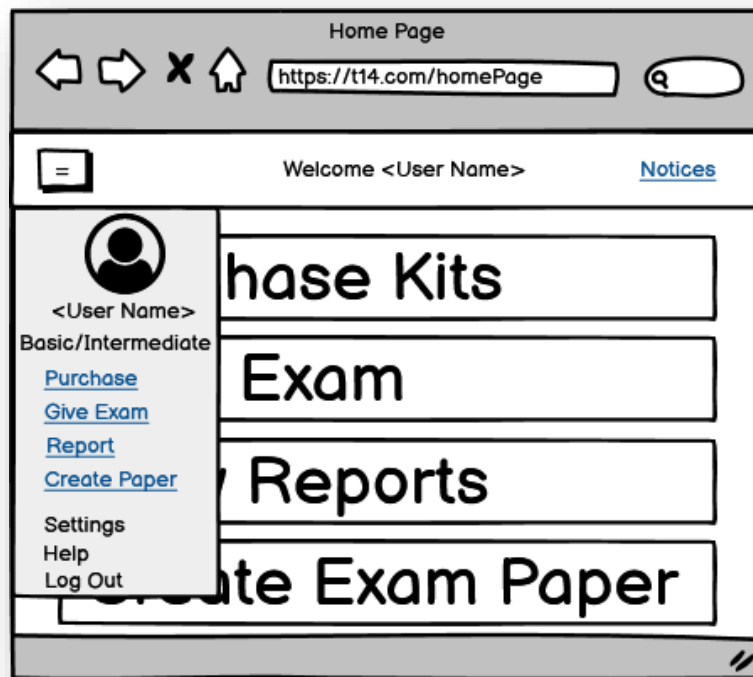 Home Page
https://t14.com/homePage
= Welcome <User Name> Notices
<User Name>
Basic/Intermediate
Purchase
Give Exam
Report
Create Paper
Settings
Help
Log Out
hase Kits
Exam
Reports
Create Exam Paper